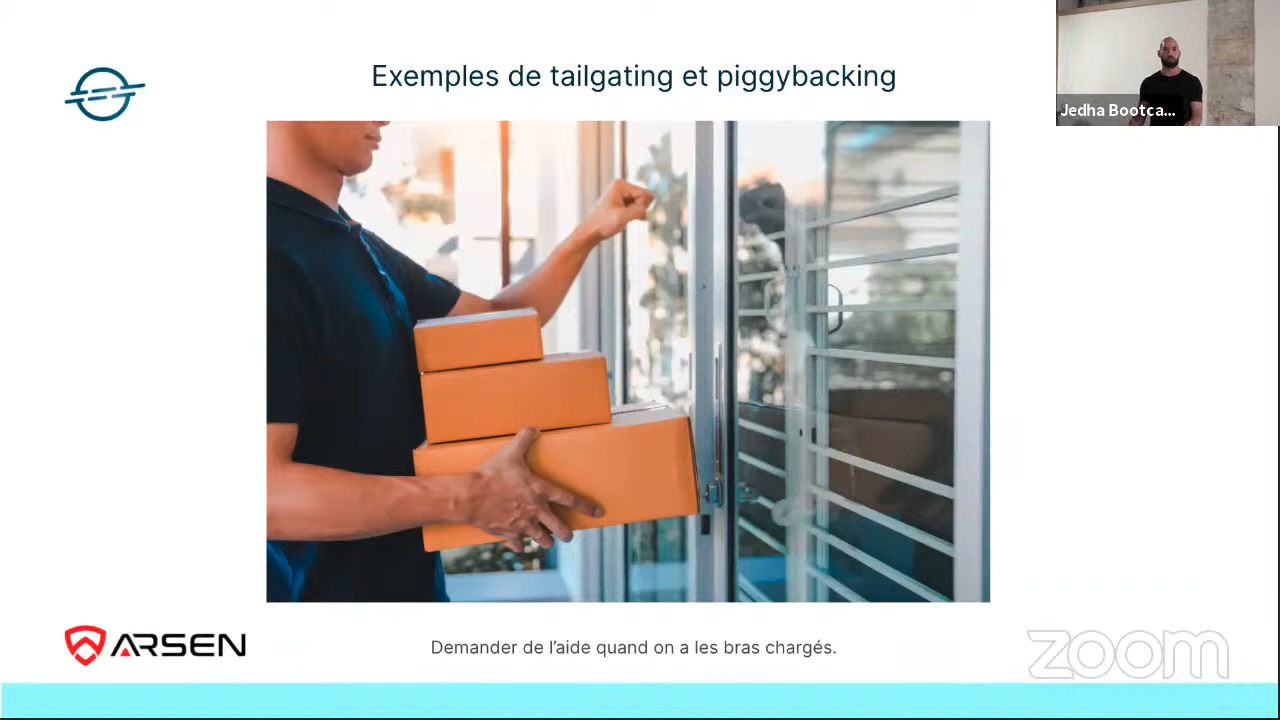 Exemples de tailgating et piggybacking
Jedha Bootca...
ARSEN
Demander de l’aide quand on a les bras chargés.
zoom